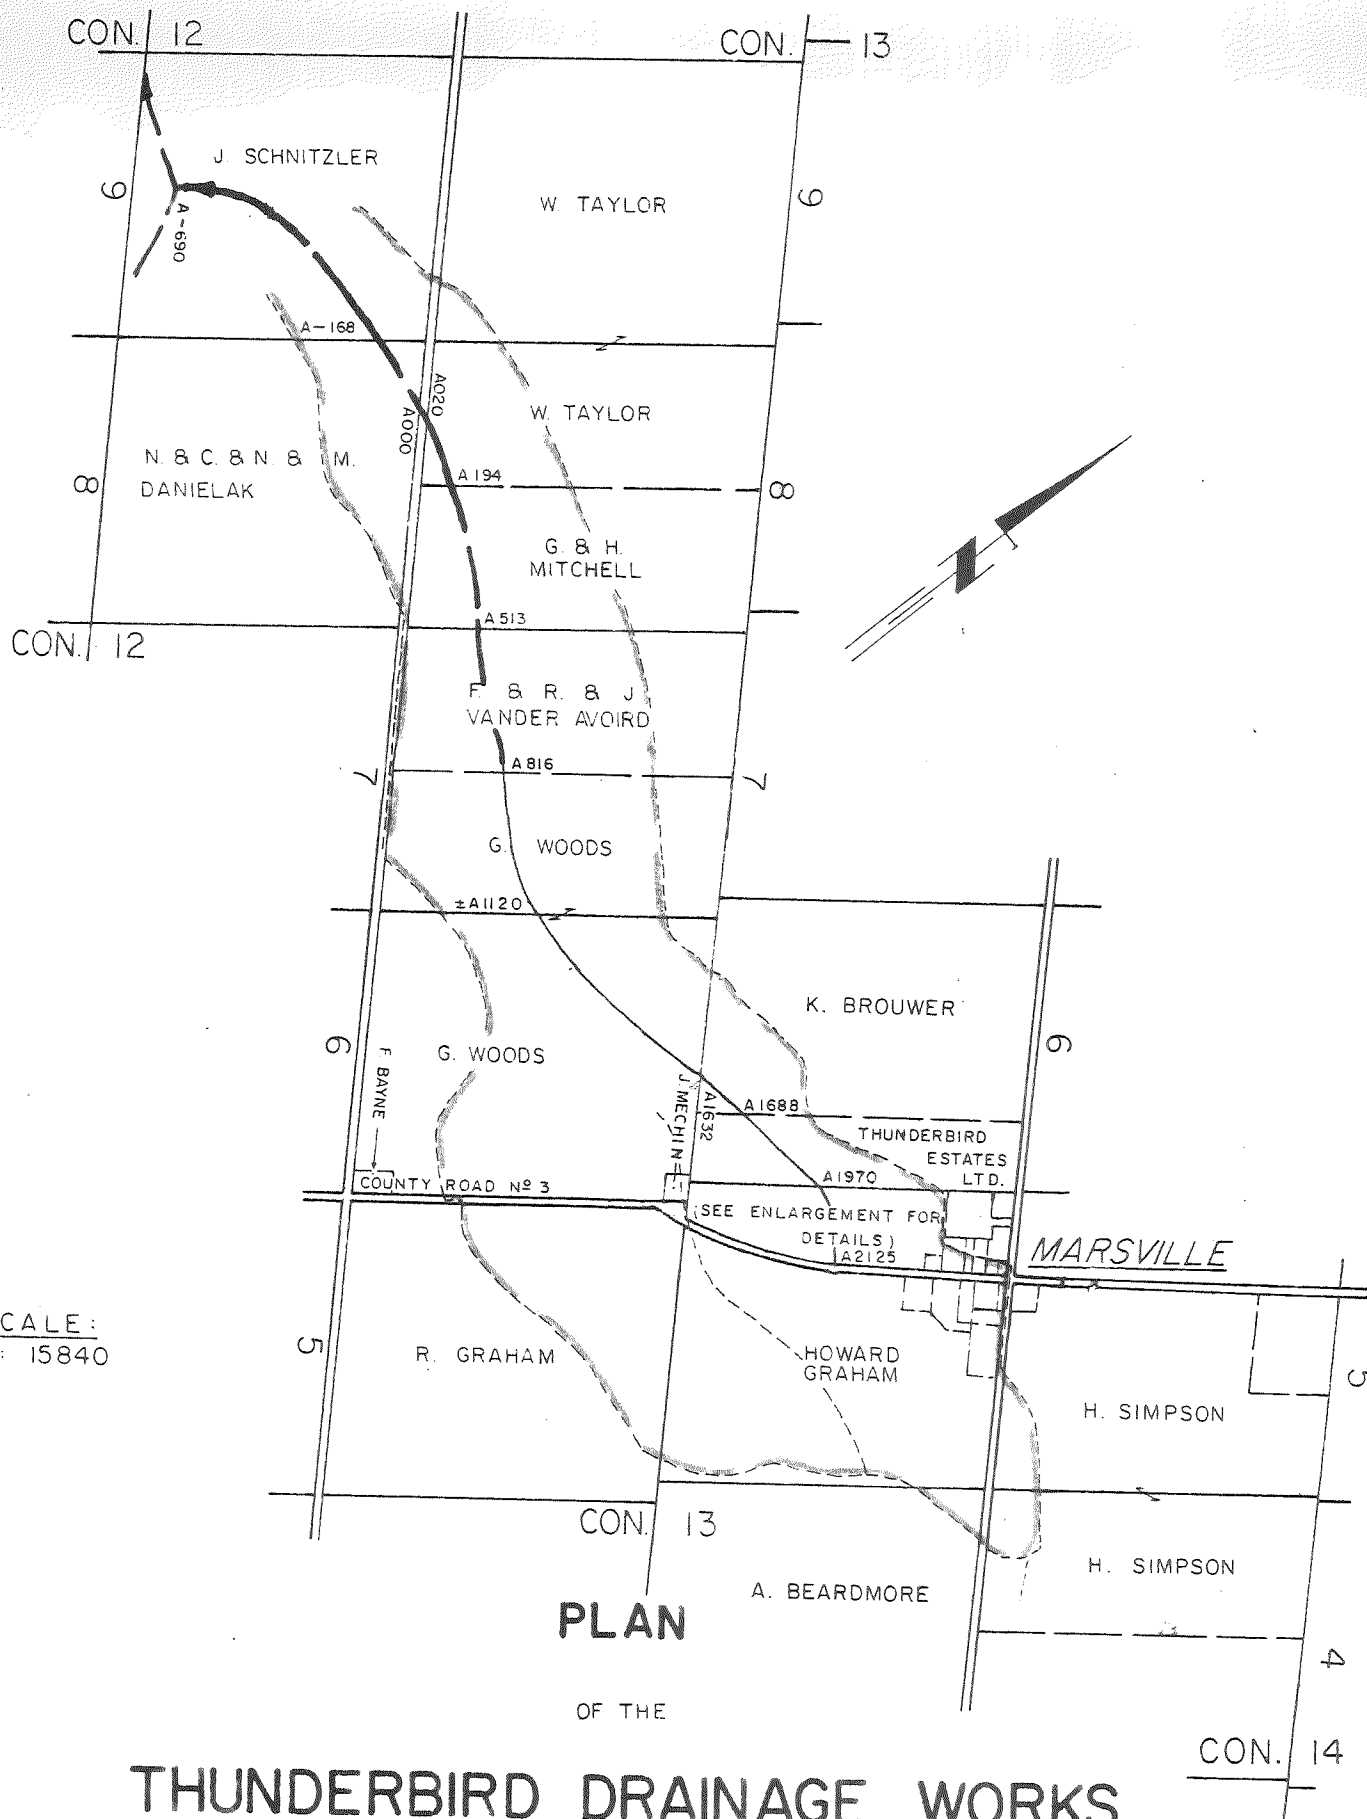 CON. 12
CON. 13
J. SCHNITZLER
9
W. TAYLOR
9
A-690
A-168
A020
A000
W. TAYLOR
N. & C. & N. & M.
DANIELAK
8
A 194
8
G. & H.
MITCHELL
A 513
CON. 12
F. & R. & J.
VANDER AVOIRD
7
A 816
7
G. WOODS
±A1120
K. BROUWER
6
F. BAYNE
G. WOODS
J. MECHIN
A1632
A 1688
6
THUNDERBIRD
ESTATES
LTD.
COUNTY ROAD Nº 3
A1970
(SEE ENLARGEMENT FOR
DETAILS)
A2125
MARSVILLE
CALE:
: 15840
5
R. GRAHAM
HOWARD
GRAHAM
H. SIMPSON
5
CON. 13
A. BEARDMORE
H. SIMPSON
4
CON. 14
PLAN
OF THE
THUNDERBIRD DRAINAGE WORKS